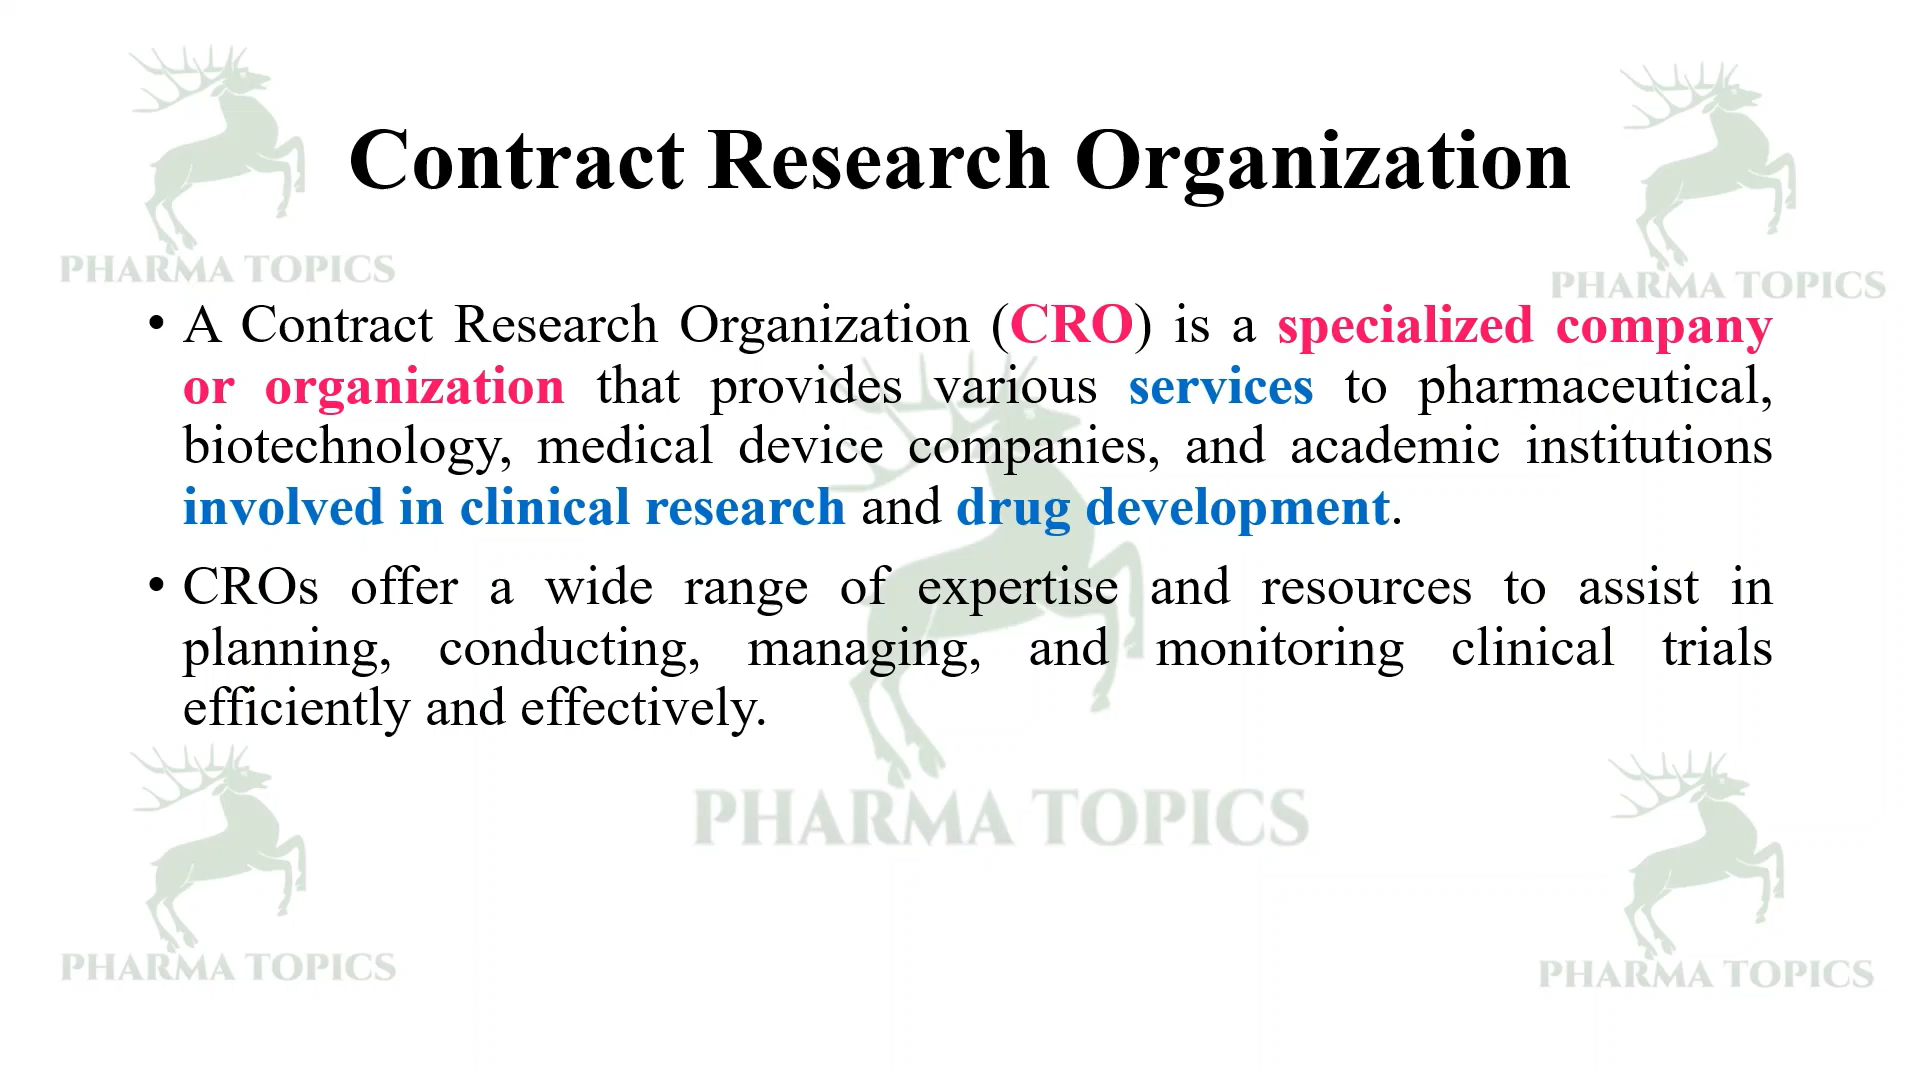 Contract Research Organization
PHARMA TOPICS
PHARMA TOPICS
• A Contract Research Organization (CRO) is a specialized company
or organization that provides various services to pharmaceutical,
biotechnology, medical device companies, and academic institutions
involved in clinical research and drug development.
• CROs offer a wide range of expertise and resources to assist in
planning, conducting, managing, and monitoring clinical trials
efficiently and effectively.
PHARMA TOPICS
PHARMA TOPICS
PHARMA TOPICS